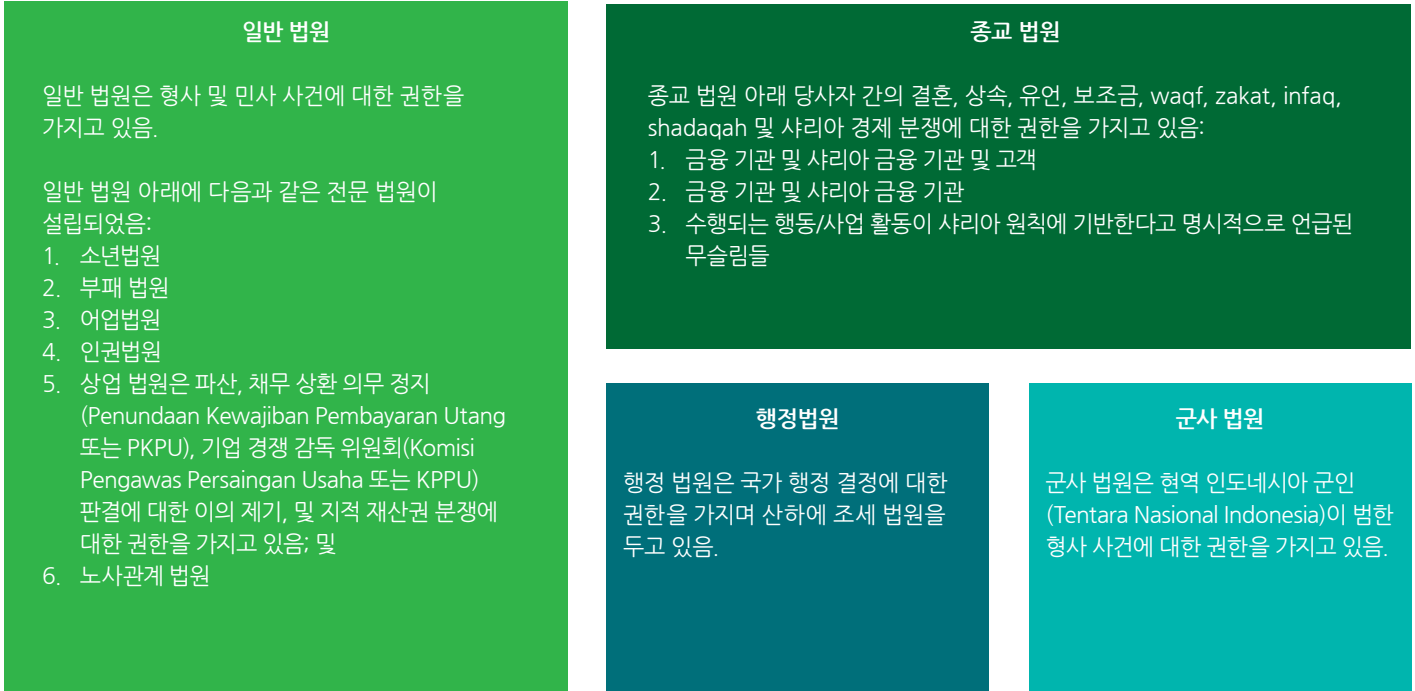 일반 법원
일반 법원은 형사 및 민사 사건에 대한 권한을
가지고 있음.
일반 법원 아래에 다음과 같은 전문 법원이
설립되었음:
1. 소년법원
2. 부패 법원
3. 어업법원
4. 인권법원
5. 상업 법원은 파산, 채무 상환 의무 정지
(Penundaan Kewajiban Pembayaran Utang
또는 PKPU), 기업 경쟁 감독 위원회(Komisi
Pengawas Persaingan Usaha 또는 KPPU)
판결에 대한 이의 제기, 및 지적 재산권 분쟁에
대한 권한을 가지고 있음; 및
6. 노사관계 법원
종교 법원
종교 법원 아래 당사자 간의 결혼, 상속, 유언, 보조금, waqf, zakat, infaq,
shadaqah 및 샤리아 경제 분쟁에 대한 권한을 가지고 있음:
1. 금융 기관 및 샤리아 금융 기관 및 고객
2. 금융 기관 및 샤리아 금융 기관
3. 수행되는 행동/사업 활동이 샤리아 원칙에 기반한다고 명시적으로 언급된
무슬림들
행정법원
행정 법원은 국가 행정 결정에 대한
권한을 가지며 산하에 조세 법원을
두고 있음.
군사 법원
군사 법원은 현역 인도네시아 군인
(Tentara Nasional Indonesia)이 범한
형사 사건에 대한 권한을 가지고 있음.